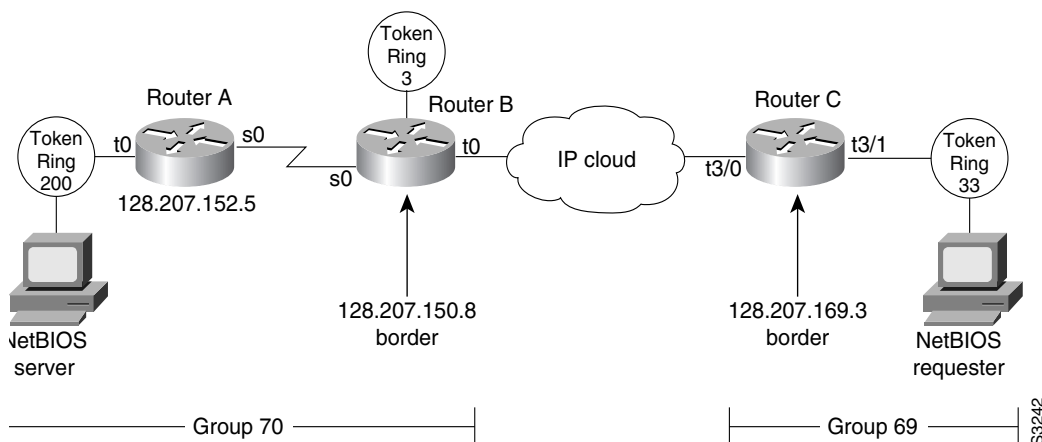 Token
Ring
3
Router A
Router B
Router C
Token
Ring
200
t0
s0
s0
t0
IP cloud
t3/0
t3/1
Token
Ring
33
128.207.152.5
128.207.150.8
border
128.207.169.3
border
NetBIOS
server
NetBIOS
requester
Group 70
Group 69
S3242